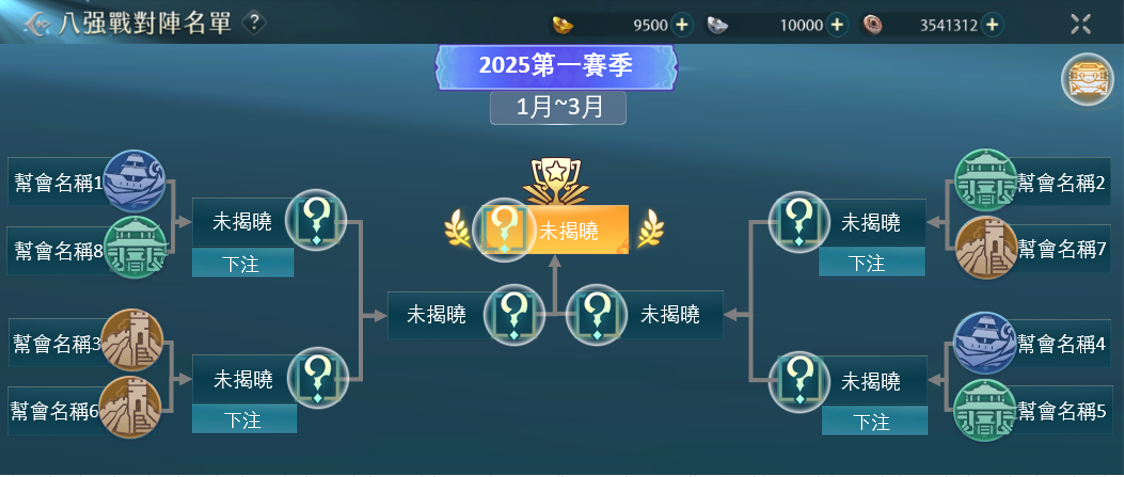 八强戰對陣名單 ?
9500 + 10000 + 3541312 +
2025第一賽季
1月~3月
幫會名稱1
幫會名稱8
未揭曉
下注
幫會名稱3
幫會名稱6
未揭曉
下注
未揭曉
未揭曉
未揭曉
幫會名稱2
幫會名稱7
未揭曉
下注
幫會名稱4
幫會名稱5
未揭曉
下注